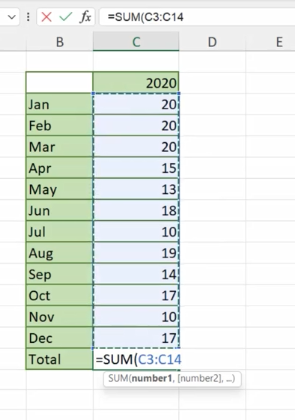 fx =SUM(C3:C14
B C D E
2020
Jan 20
Feb 20
Mar 20
Apr 15
May 13
Jun 18
Jul 10
Aug 19
Sep 14
Oct 17
Nov 10
Dec 17
Total =SUM(C3:C14
SUM(number1, [number2], ...)